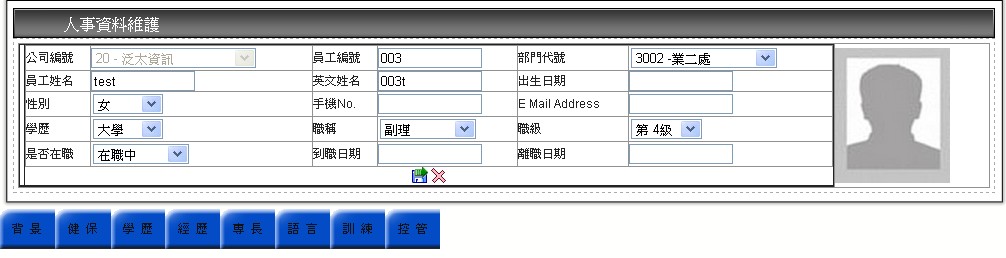 人事資料維護
公司編號 20 - 泛太資訊 員工編號 003 部門代號 3002 -業二處
員工姓名 test 英文姓名 003t 出生日期
性別 女 手機No. E Mail Address
學歷 大學 職稱 副理 職級 第 4級
是否在職 在職中 到職日期 離職日期
背景 健保 學歷 經歷 專長 語言 訓練 控管